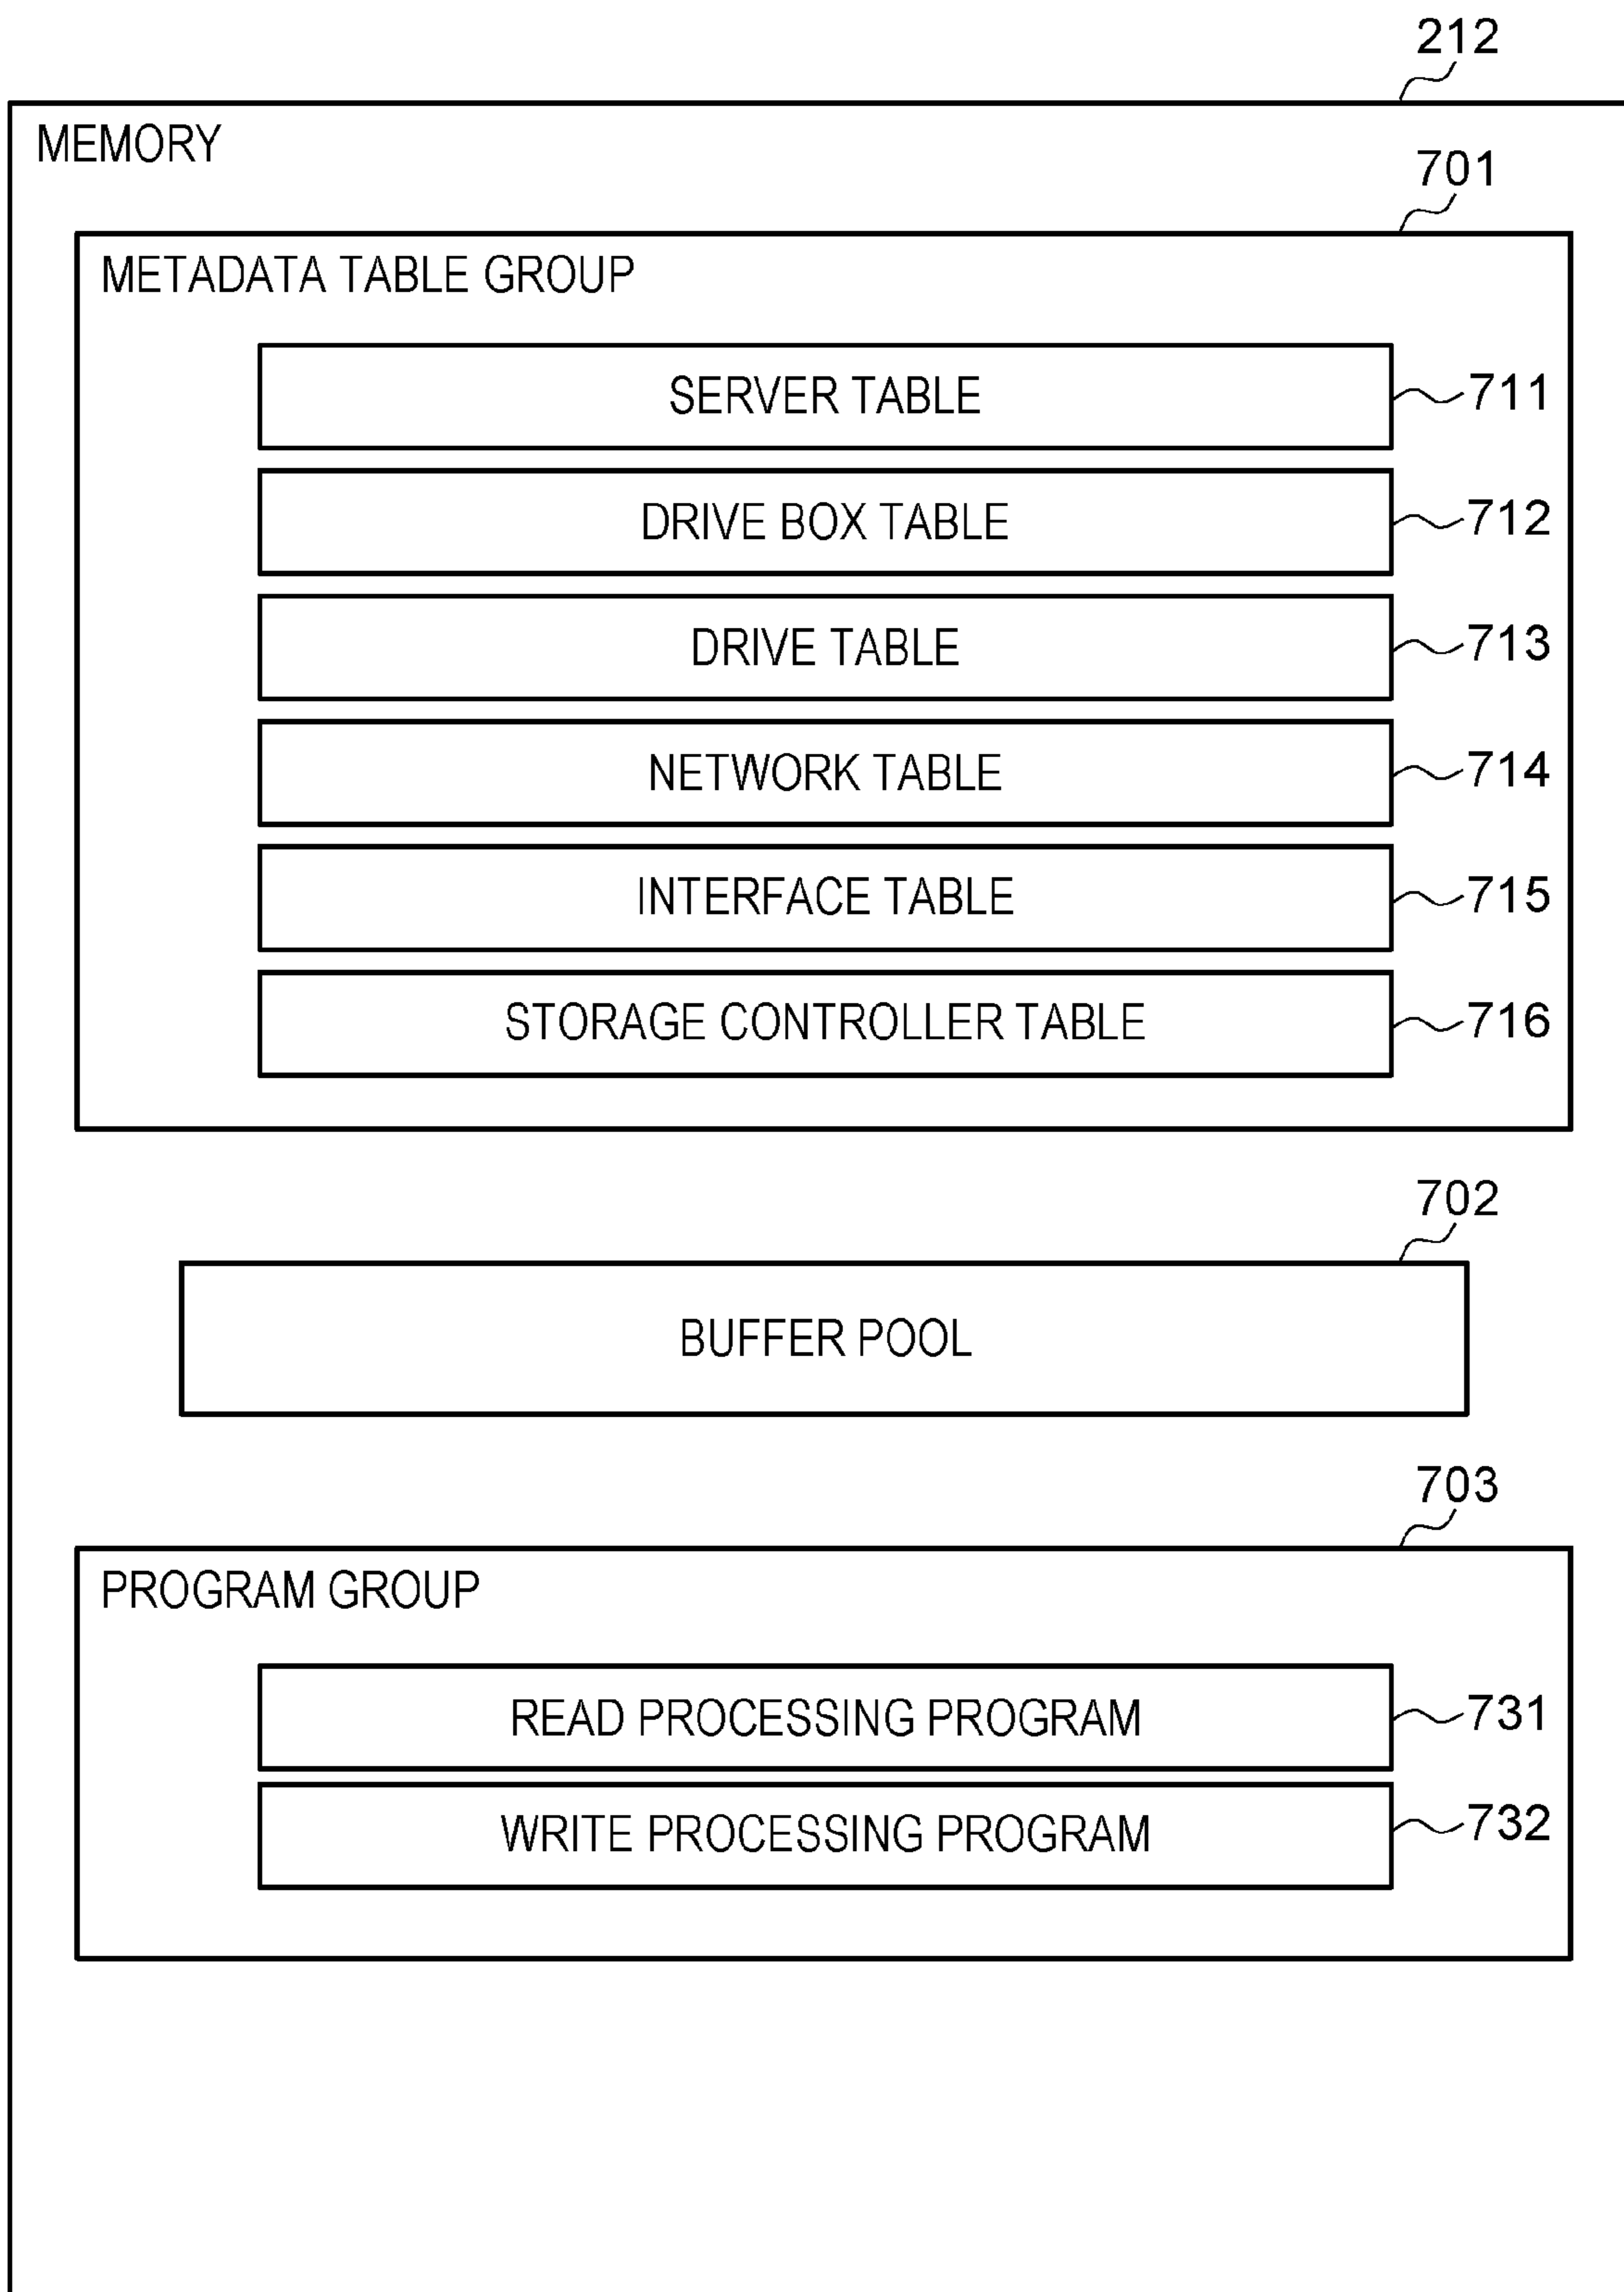 212
MEMORY
701
METADATA TABLE GROUP
SERVER TABLE 711
DRIVE BOX TABLE 712
DRIVE TABLE 713
NETWORK TABLE 714
INTERFACE TABLE 715
STORAGE CONTROLLER TABLE 716
702
BUFFER POOL
703
PROGRAM GROUP
READ PROCESSING PROGRAM 731
WRITE PROCESSING PROGRAM 732